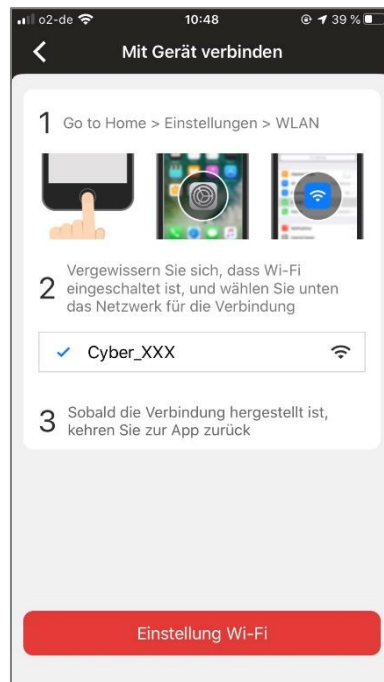 o2-de 10:48 39 %
Mit Gerät verbinden
1 Go to Home > Einstellungen > WLAN
Vergewissern Sie sich, dass Wi-Fi
2 eingeschaltet ist, und wählen Sie unten
das Netzwerk für die Verbindung
Cyber_XXX
3 Sobald die Verbindung hergestellt ist,
kehren Sie zur App zurück
Einstellung Wi-Fi